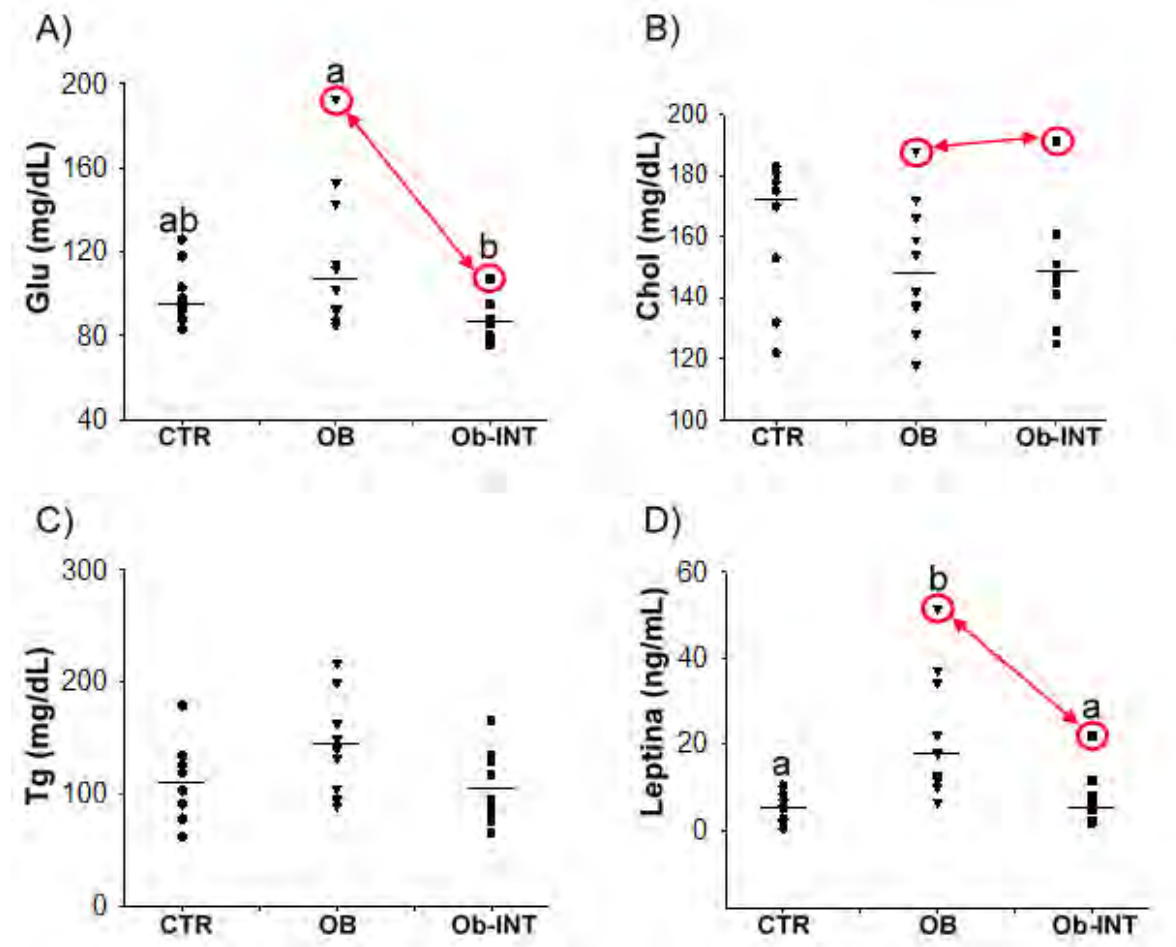 A)
Glu (mg/dL)
200
160
120
80
40
ab
a
b
CTR OB Ob-INT
B)
Chol (mg/dL)
200
180
160
140
120
100
CTR OB Ob-INT
C)
Tg (mg/dL)
300
200
100
0
CTR OB Ob-INT
D)
Leptina (ng/mL)
60
40
20
0
a
b
a
CTR OB Ob-INT